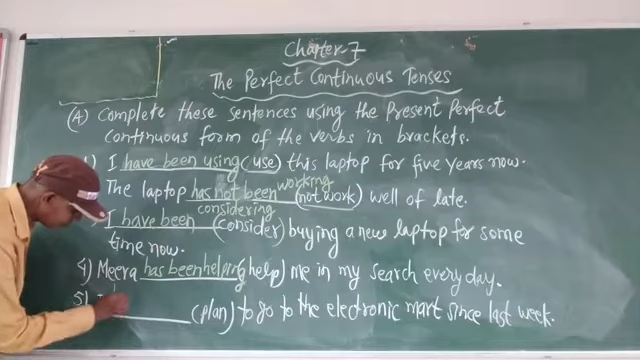 Chapter-7
The Perfect Continuous Tenses
(A) Complete these sentences using the Present Perfect
Continuous form of the verbs in brackets.
1) I have been using (use) this laptop for five years now.
The laptop has not been working (not work) well of late.
I have been considering (consider) buying a new laptop for some
time now.
4) Meera has been helping (help) me in my search every day.
5) I (plan) to go to the electronic mart since last week.